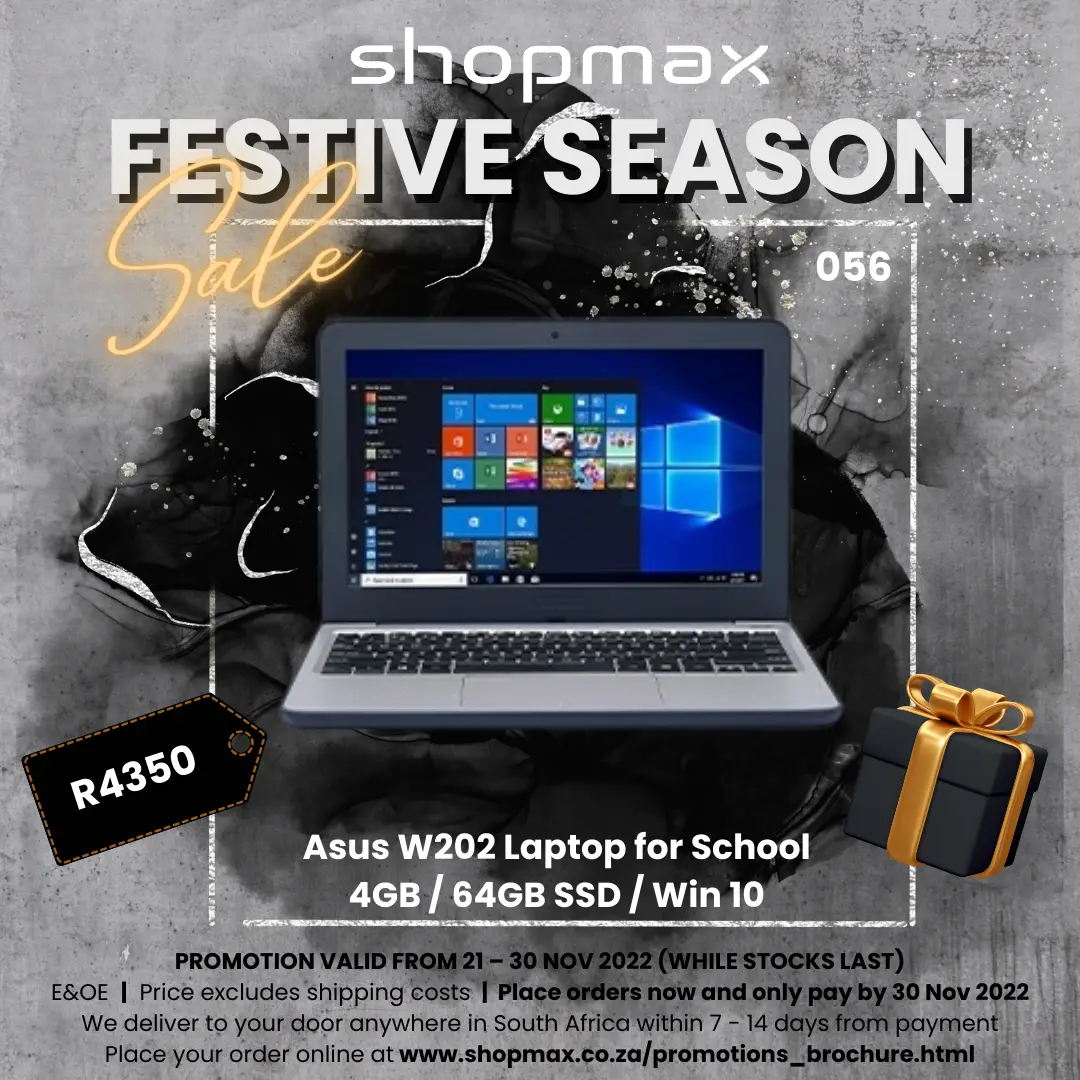 shopmax
FESTIVE SEASON
Sale
056
R4350
Asus W202 Laptop for School
4GB / 64GB SSD / Win 10
PROMOTION VALID FROM 21 – 30 NOV 2022 (WHILE STOCKS LAST)
E&OE | Price excludes shipping costs | Place orders now and only pay by 30 Nov 2022
We deliver to your door anywhere in South Africa within 7 - 14 days from payment
Place your order online at www.shopmax.co.za/promotions_brochure.html